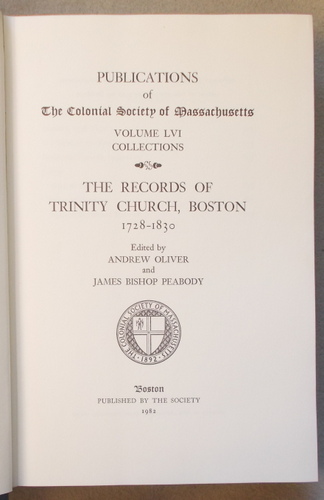 PUBLICATIONS
of
The Colonial Society of Massachusetts
VOLUME LVI
COLLECTIONS
THE RECORDS OF
TRINITY CHURCH, BOSTON
1728-1830
Edited by
ANDREW OLIVER
and
JAMES BISHOP PEABODY
THE COLONIAL SOCIETY OF MASSACHUSETTS
·1892·
Boston
PUBLISHED BY THE SOCIETY
1982